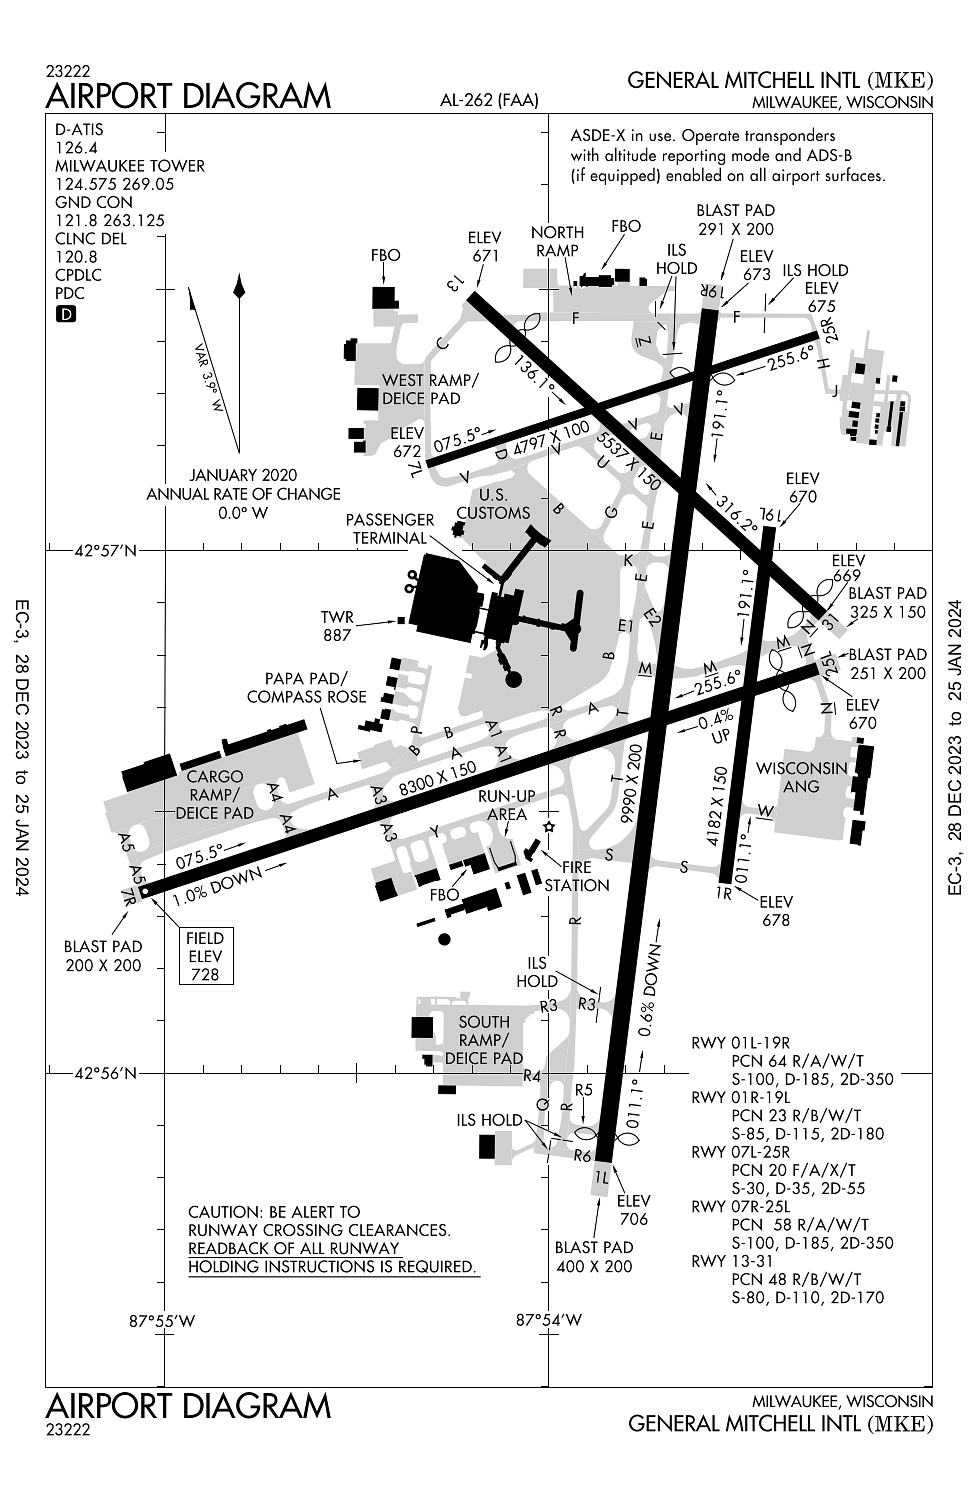 23222
AIRPORT DIAGRAM
AL-262 (FAA)
GENERAL MITCHELL INTL (MKE)
MILWAUKEE, WISCONSIN
D-ATIS
126.4
MILWAUKEE TOWER
124.575 269.05
GND CON
121.8 263.125
CLNC DEL
120.8
CPDLC
PDC
D
ASDE-X in use. Operate transponders
with altitude reporting mode and ADS-B
(if equipped) enabled on all airport surfaces.
VAR 3.9° W
JANUARY 2020
ANNUAL RATE OF CHANGE
0.0° W
FBO
ELEV
671
NORTH
RAMP
FBO
ILS
HOLD
BLAST PAD
291 X 200
ELEV
673
ILS HOLD
ELEV
675
13
19R
25R
F
F
C
Z
H
J
WEST RAMP/
DEICE PAD
136.1°
255.6°
191.1°
ELEV
672
7L
075.5°
4797 X 100
5537 X 150
V
D
V
U
E
V
B
G
E
K
E
E1
E2
B
M
M
M
N
N
N
T
T
U.S.
CUSTOMS
PASSENGER
TERMINAL
316.2°
19L
ELEV
670
42°57'N
191.1°
ELEV
669
BLAST PAD
325 X 150
31
BLAST PAD
251 X 200
25L
ELEV
670
TWR
887
PAPA PAD/
COMPASS ROSE
255.6°
0.4%
UP
R
R
R
A
A1
A1
B
A
B
P
8300 X 150
9990 X 200
4182 X 150
WISCONSIN
ANG
W
011.1°
CARGO
RAMP/
DEICE PAD
A4
A4
A
A3
A3
Y
A5
A5
7R
075.5°
1.0% DOWN
RUN-UP
AREA
FIRE
STATION
FBO
S
S
1R
ELEV
678
BLAST PAD
200 X 200
FIELD
ELEV
728
R
ILS
HOLD
R3
R3
0.6% DOWN
SOUTH
RAMP/
DEICE PAD
R4
42°56'N
R5
Q
R
011.1°
ILS HOLD
R6
1L
ELEV
706
BLAST PAD
400 X 200
RWY 01L-19R
PCN 64 R/A/W/T
S-100, D-185, 2D-350
RWY 01R-19L
PCN 23 R/B/W/T
S-85, D-115, 2D-180
RWY 07L-25R
PCN 20 F/A/X/T
S-30, D-35, 2D-55
RWY 07R-25L
PCN 58 R/A/W/T
S-100, D-185, 2D-350
RWY 13-31
PCN 48 R/B/W/T
S-80, D-110, 2D-170
CAUTION: BE ALERT TO
RUNWAY CROSSING CLEARANCES.
READBACK OF ALL RUNWAY
HOLDING INSTRUCTIONS IS REQUIRED.
87°55'W
87°54'W
EC-3, 28 DEC 2023 to 25 JAN 2024
EC-3, 28 DEC 2023 to 25 JAN 2024
AIRPORT DIAGRAM
23222
MILWAUKEE, WISCONSIN
GENERAL MITCHELL INTL (MKE)